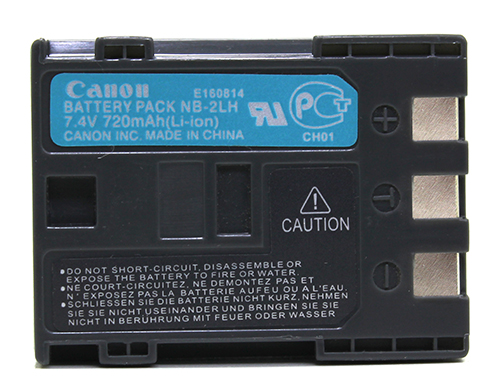 Canon E160814
BATTERY PACK NB-2LH
7.4V 720mAh(Li-ion)
CANON INC. MADE IN CHINA
CH01
+
T
−
CAUTION
●DO NOT SHORT-CIRCUIT, DISASSEMBLE OR
EXPOSE THE BATTERY TO FIRE OR WATER.
●NE COURT-CIRCUITEZ, NE DEMONTEZ PAS ET
N' EXPOSEZ PAS AU FEU OU A L'EAU.
●SCHLIESSEN SIE DIE BATTERIE NICHT KURZ, NEHMEN
SIE SIE NICHT USEINANDER UND BRINGEN SIE SIE
NICHT MIT FEUER ODER WASSER IN BERÜHRUNG.